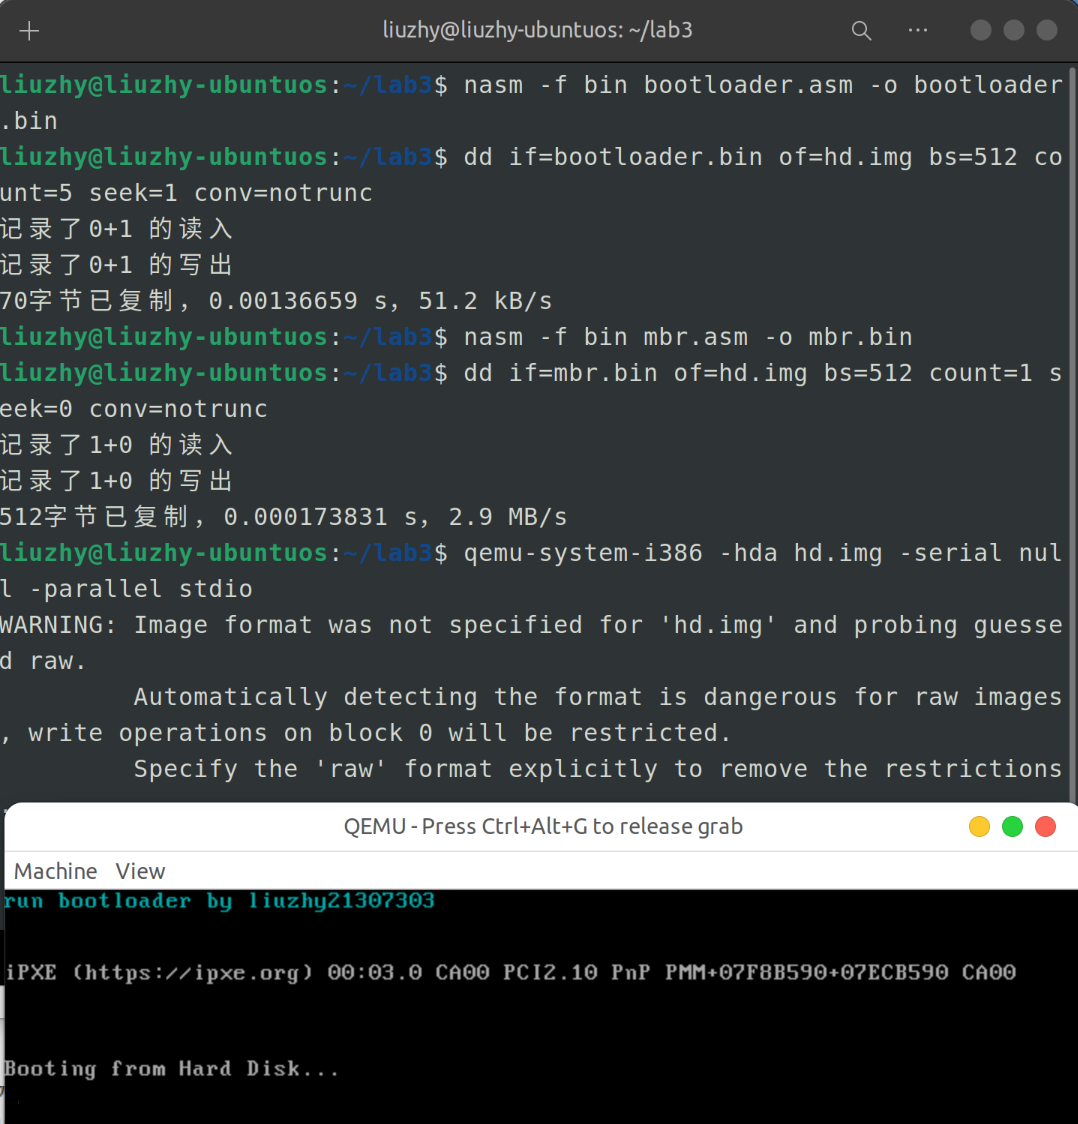 liuzhy@liuzhy-ubuntuos: ~/lab3
liuzhy@liuzhy-ubuntuos:~/lab3$ nasm -f bin bootloader.asm -o bootloader
.bin
liuzhy@liuzhy-ubuntuos:~/lab3$ dd if=bootloader.bin of=hd.img bs=512 co
unt=5 seek=1 conv=notrunc
记录了0+1 的读入
记录了0+1 的写出
70字节已复制，0.00136659 s，51.2 kB/s
liuzhy@liuzhy-ubuntuos:~/lab3$ nasm -f bin mbr.asm -o mbr.bin
liuzhy@liuzhy-ubuntuos:~/lab3$ dd if=mbr.bin of=hd.img bs=512 count=1 s
eek=0 conv=notrunc
记录了1+0 的读入
记录了1+0 的写出
512字节已复制，0.000173831 s，2.9 MB/s
liuzhy@liuzhy-ubuntuos:~/lab3$ qemu-system-i386 -hda hd.img -serial nul
l -parallel stdio
WARNING: Image format was not specified for 'hd.img' and probing guesse
d raw.
Automatically detecting the format is dangerous for raw images
, write operations on block 0 will be restricted.
Specify the 'raw' format explicitly to remove the restrictions
QEMU - Press Ctrl+Alt+G to release grab
Machine View
run bootloader by liuzhy21307303
iPXE (https://ipxe.org) 00:03.0 CA00 PCI2.10 PnP PMM+07F8B590+07ECB590 CA00
Booting from Hard Disk...